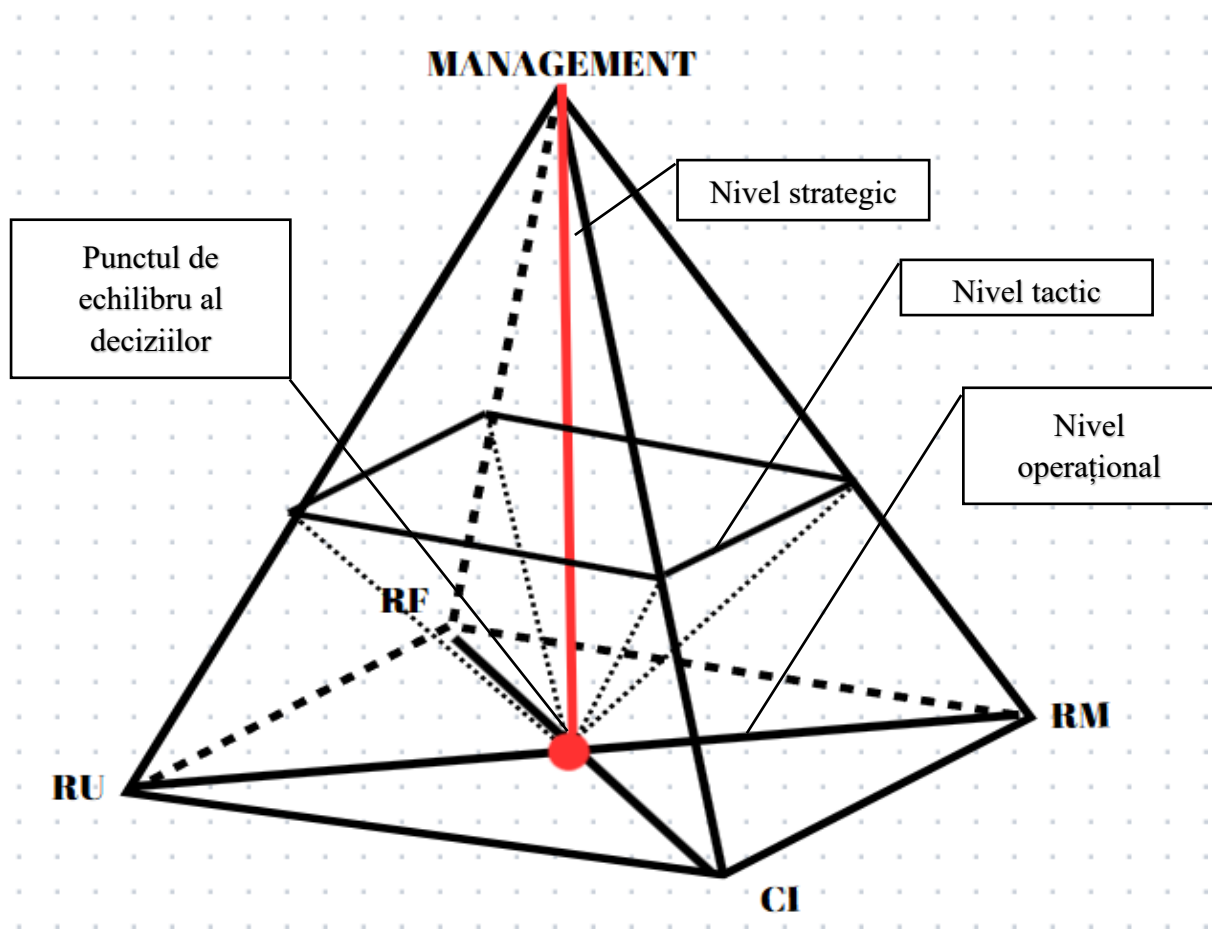 MANAGEMENT
Nivel strategic
Punctul de
echilibru al
deciziilor
Nivel tactic
Nivel
operațional
RF
RM
RU
CI